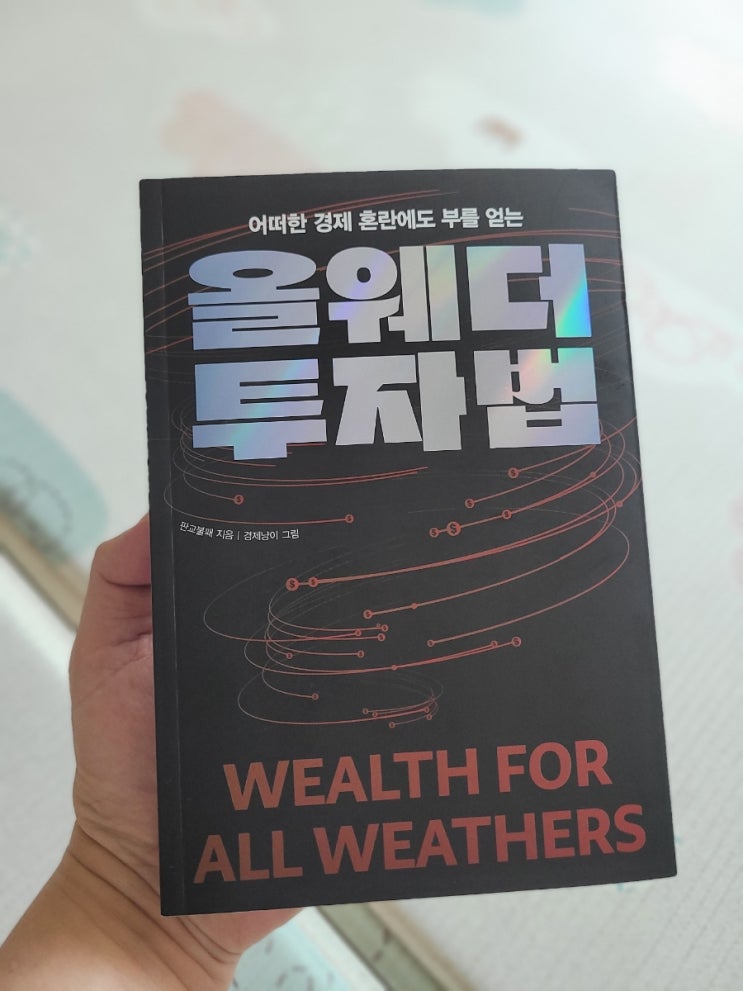 어떠한 경제 혼란에도 부를 얻는
올웨더
투자법
판교불패 지음 | 경제남이 그림
WEALTH FOR
ALL WEATHERS